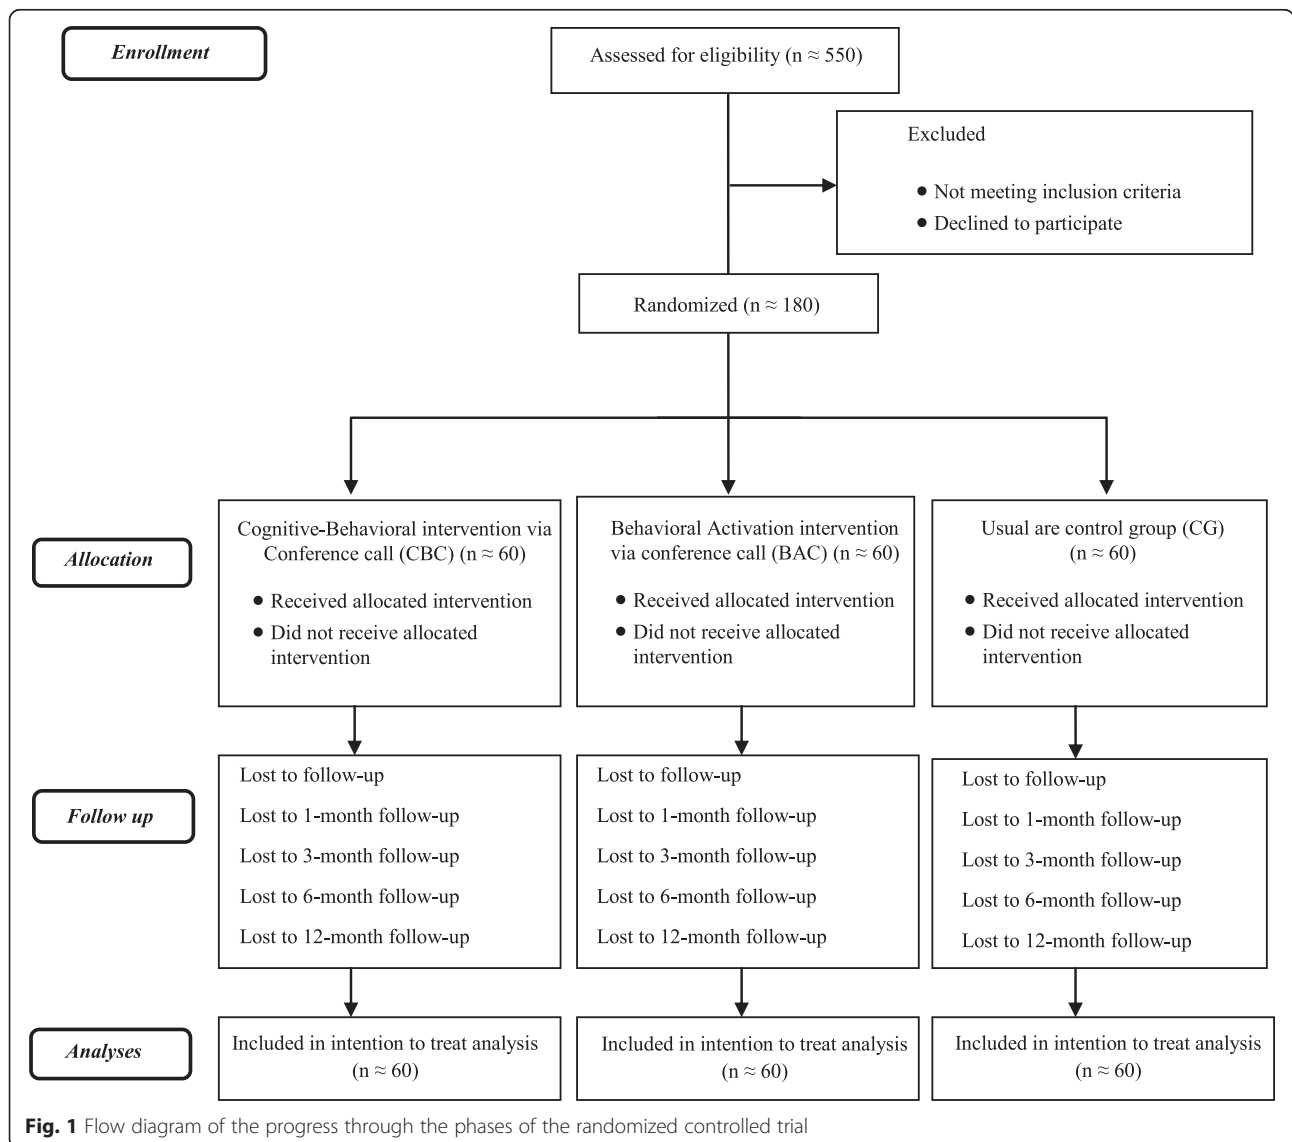 Enrollment
Assessed for eligibility (n ≈ 550)
Excluded
● Not meeting inclusion criteria
● Declined to participate
Randomized (n ≈ 180)
Allocation
Cognitive-Behavioral intervention via
Conference call (CBC) (n ≈ 60)
● Received allocated intervention
● Did not receive allocated
intervention
Behavioral Activation intervention
via conference call (BAC) (n ≈ 60)
● Received allocated intervention
● Did not receive allocated
intervention
Usual are control group (CG)
(n ≈ 60)
● Received allocated intervention
● Did not receive allocated
intervention
Follow up
Lost to follow-up
Lost to 1-month follow-up
Lost to 3-month follow-up
Lost to 6-month follow-up
Lost to 12-month follow-up
Lost to follow-up
Lost to 1-month follow-up
Lost to 3-month follow-up
Lost to 6-month follow-up
Lost to 12-month follow-up
Lost to follow-up
Lost to 1-month follow-up
Lost to 3-month follow-up
Lost to 6-month follow-up
Lost to 12-month follow-up
Analyses
Included in intention to treat analysis
(n ≈ 60)
Included in intention to treat analysis
(n ≈ 60)
Included in intention to treat analysis
(n ≈ 60)
Fig. 1 Flow diagram of the progress through the phases of the randomized controlled trial